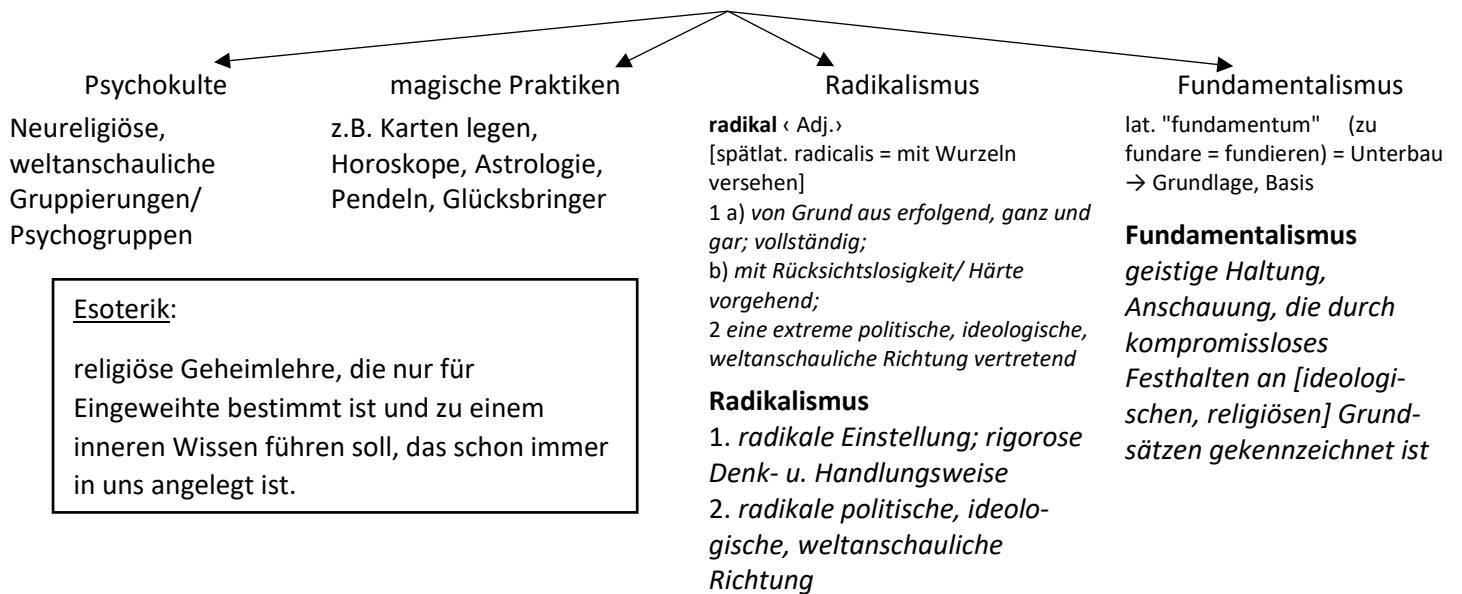 Psychokulte
Neureligiöse,
weltanschauliche
Gruppierungen/
Psychogruppen
magische Praktiken
z.B. Karten legen,
Horoskope, Astrologie,
Pendeln, Glücksbringer
Esoterik:
religiöse Geheimlehre, die nur für
Eingeweihte bestimmt ist und zu einem
inneren Wissen führen soll, das schon immer
in uns angelegt ist.
Radikalismus
radikal ‹ Adj.›
[spätlat. radicalis = mit Wurzeln
versehen]
1 a) von Grund aus erfolgend, ganz und
gar; vollständig;
b) mit Rücksichtslosigkeit/ Härte
vorgehend;
2 eine extreme politische, ideologische,
weltanschauliche Richtung vertretend
Radikalismus
1. radikale Einstellung; rigorose
Denk- u. Handlungsweise
2. radikale politische, ideolo-
gische, weltanschauliche
Richtung
Fundamentalismus
lat. "fundamentum" (zu
fundare = fundieren) = Unterbau
→ Grundlage, Basis
Fundamentalismus
geistige Haltung,
Anschauung, die durch
kompromissloses
Festhalten an [ideologi-
schen, religiösen] Grund-
sätzen gekennzeichnet ist